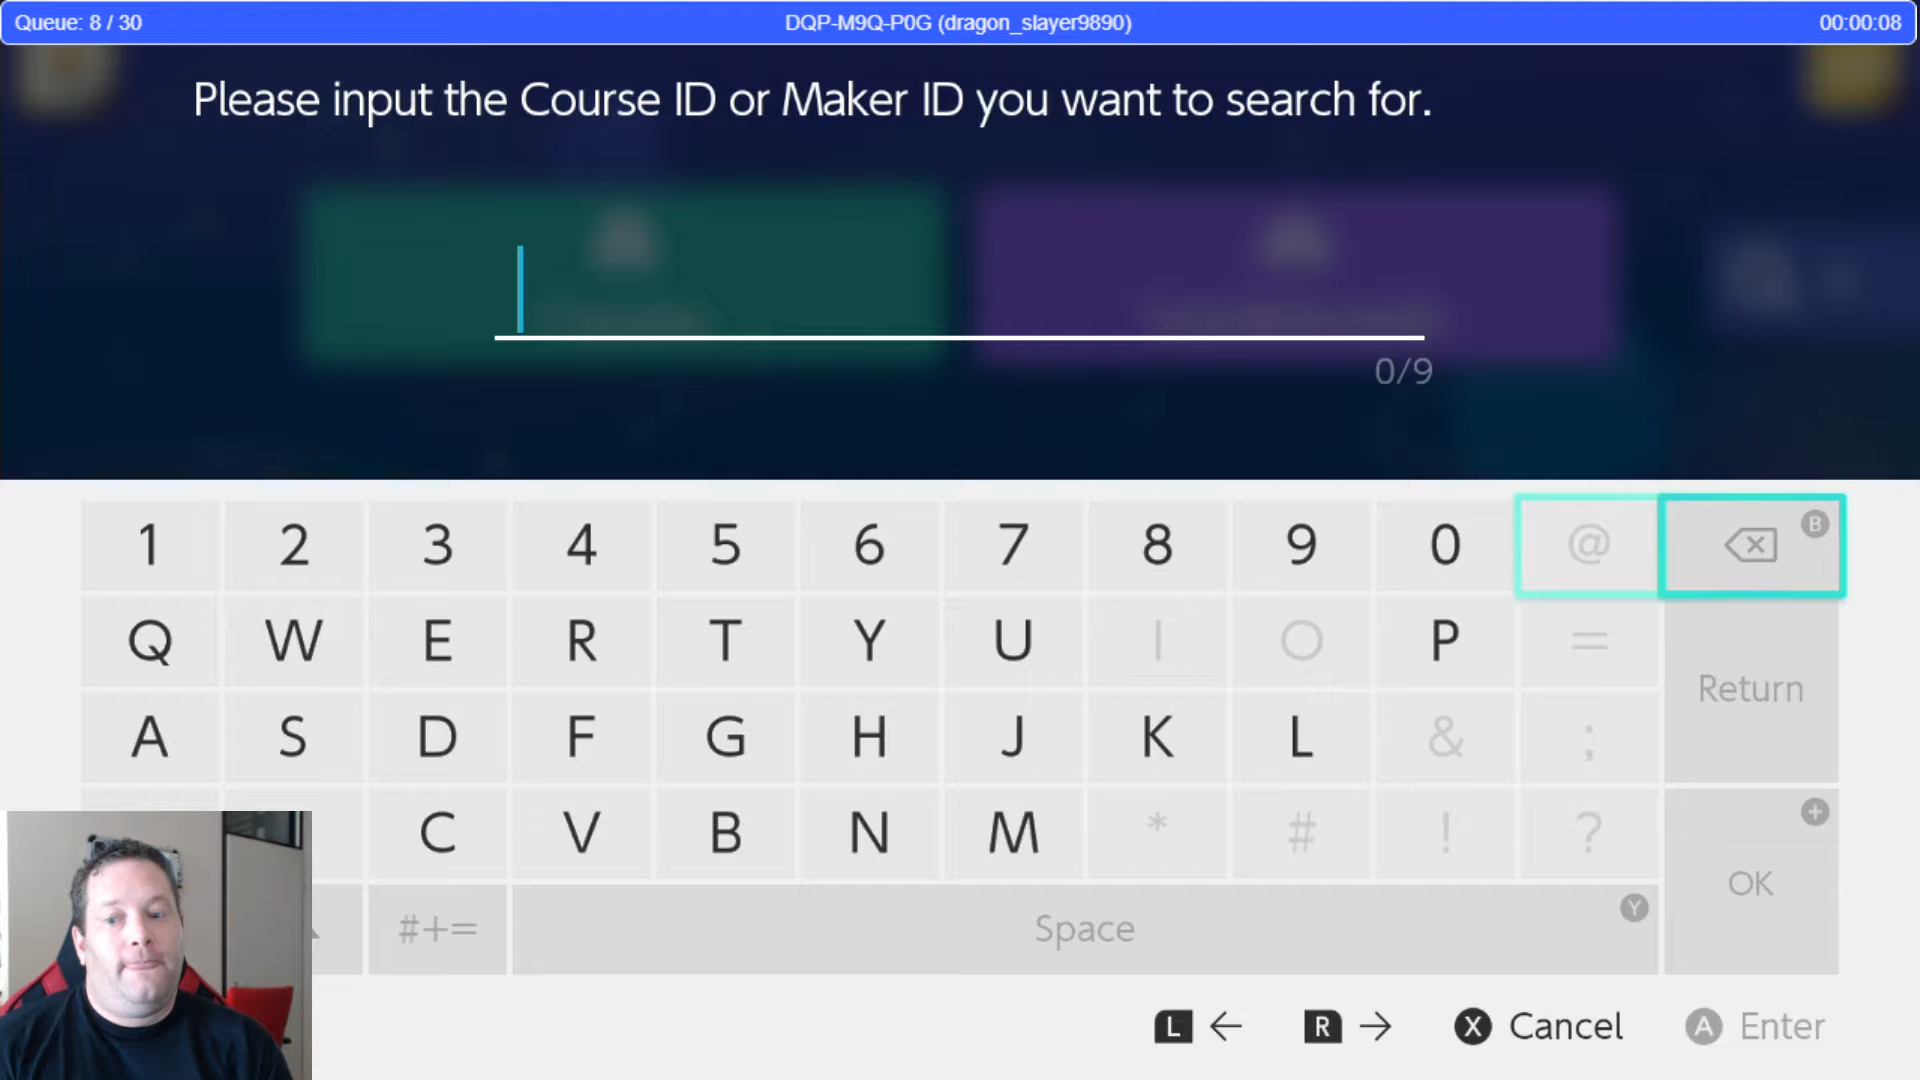 Queue: 8 / 30 DQP-M9Q-P0G (dragon_slayer9890) 00:00:08
Please input the Course ID or Maker ID you want to search for.
0/9
1 2 3 4 5 6 7 8 9 0 @ B
Q W E R T Y U I O P =
Return
A S D F G H J K L & ;
C V B N M * # ! ? +
OK
#+= Space Y
L ← R → X Cancel A Enter